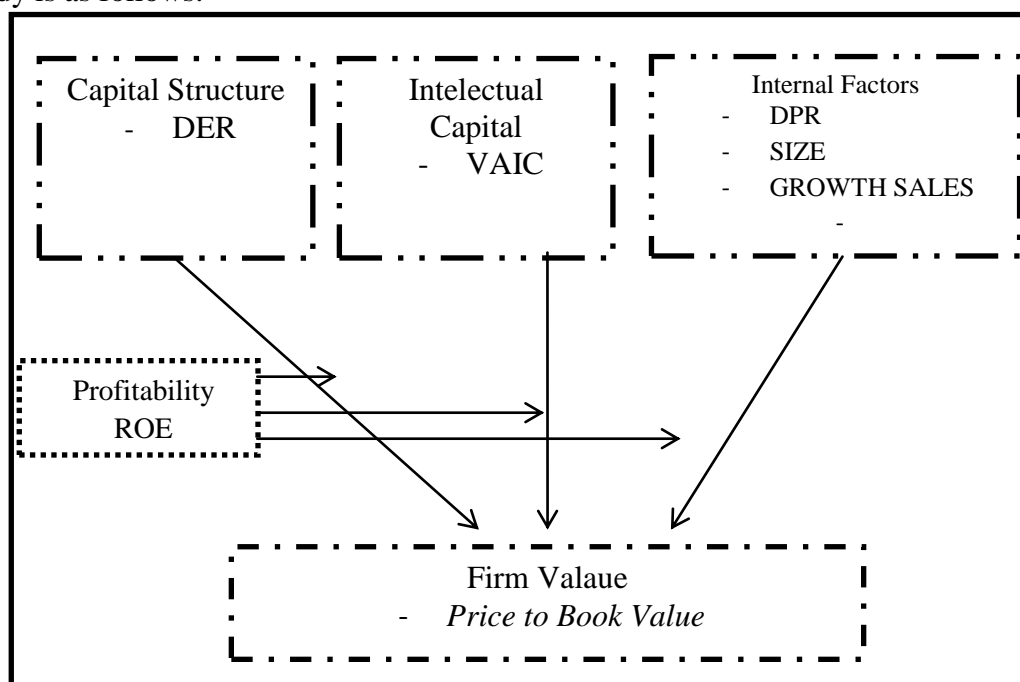 dy is as follows.
Capital Structure
- DER
Intelectual
Capital
- VAIC
Internal Factors
- DPR
- SIZE
- GROWTH SALES
-
Profitability
ROE
Firm Valaue
- Price to Book Value